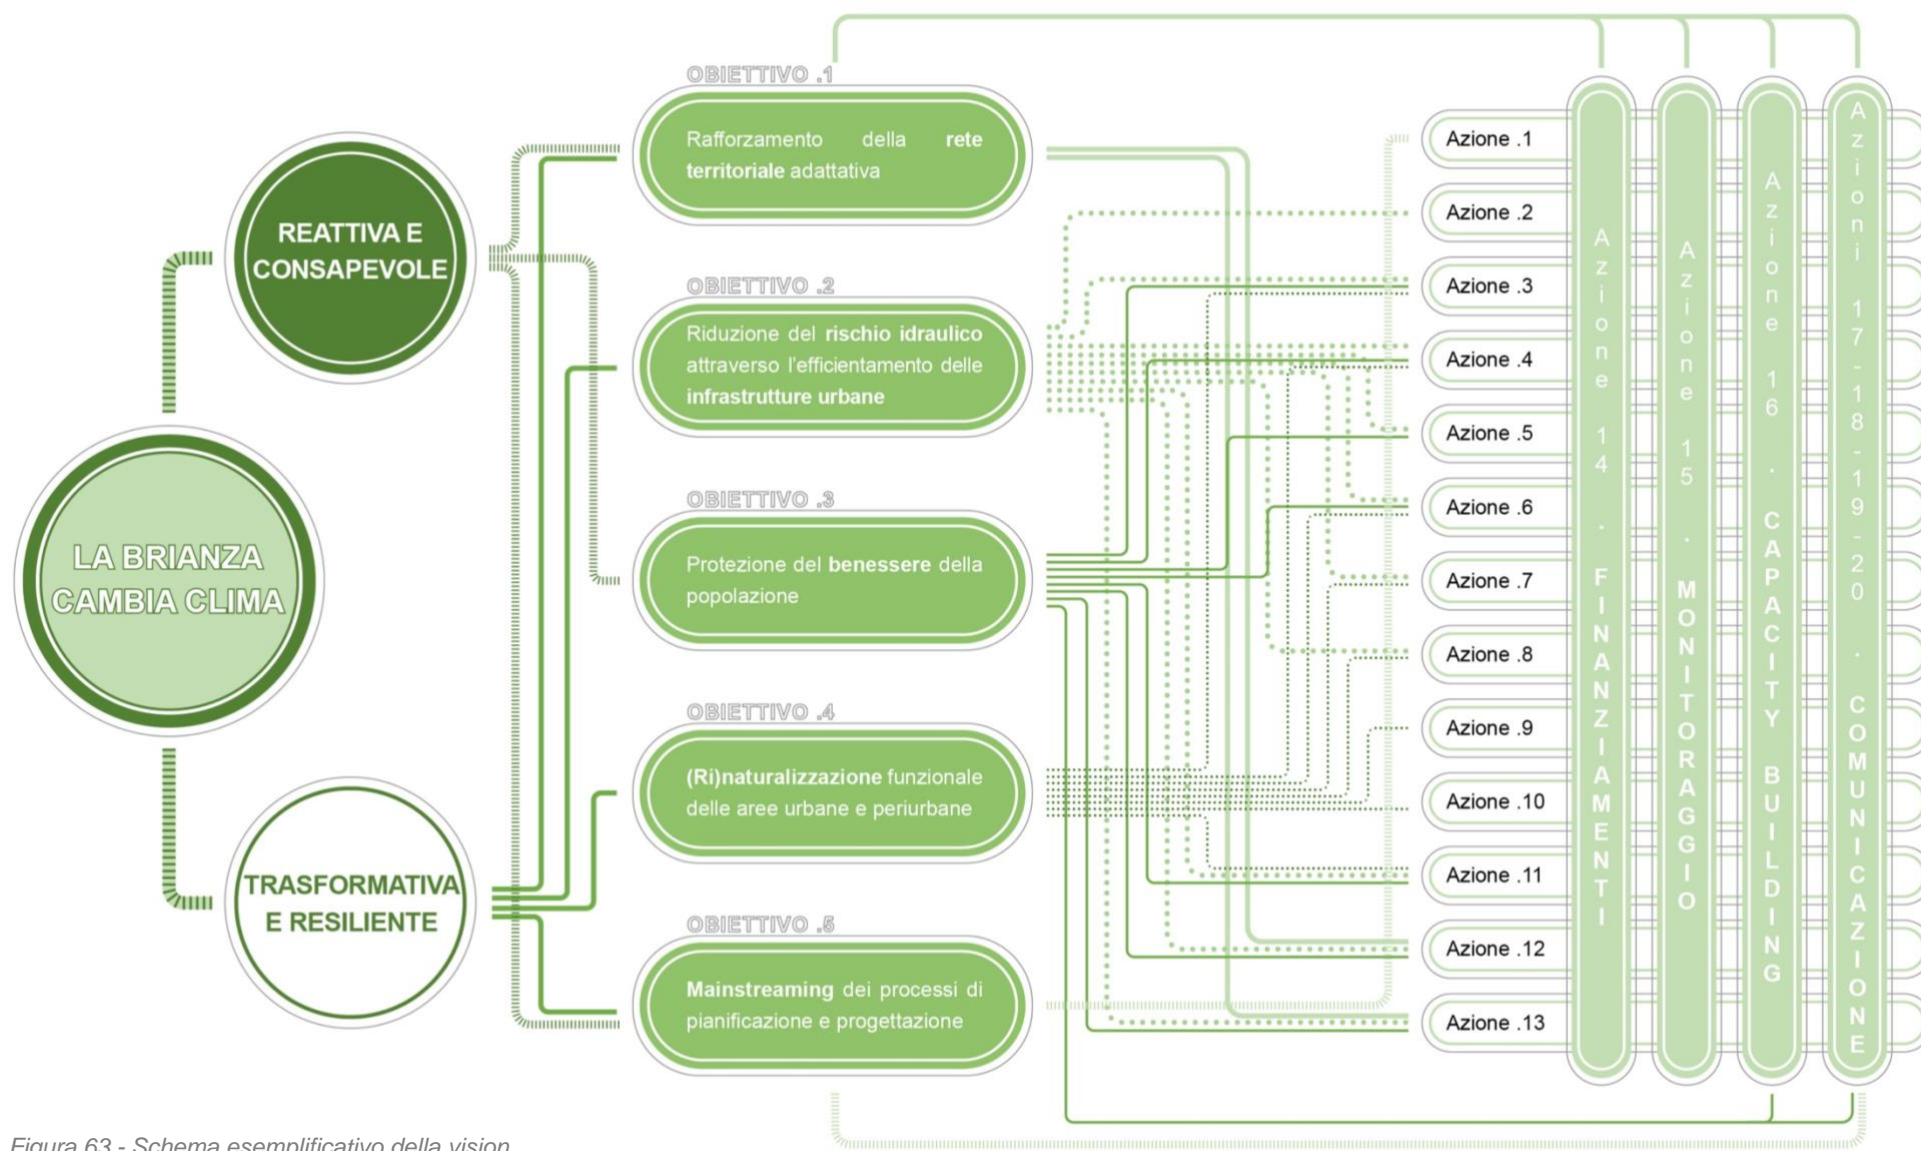 LA BRIANZA
CAMBIA CLIMA
REATTIVA E
CONSAPEVOLE
TRASFORMATIVA
E RESILIENTE
OBIETTIVO .1
Rafforzamento della rete
territoriale adattativa
OBIETTIVO .2
Riduzione del rischio idraulico
attraverso l'efficientamento delle
infrastrutture urbane
OBIETTIVO .3
Protezione del benessere della
popolazione
OBIETTIVO .4
(Ri)naturalizzazione funzionale
delle aree urbane e periurbane
OBIETTIVO .5
Mainstreaming dei processi di
pianificazione e progettazione
Azione .1
Azione .2
Azione .3
Azione .4
Azione .5
Azione .6
Azione .7
Azione .8
Azione .9
Azione .10
Azione .11
Azione .12
Azione .13
Azione 14 . FINANZIAMENTI
Azione 15 . MONITORAGGIO
Azione 16 . CAPACITY BUILDING
Azioni 17-18-19-20 . COMUNICAZIONE
Figura 63 - Schema esemplificativo della vision